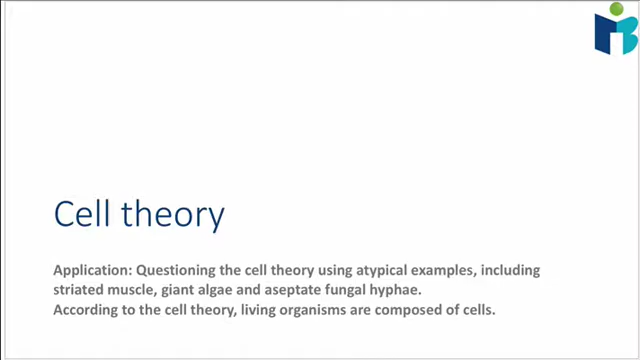 Cell theory
Application: Questioning the cell theory using atypical examples, including
striated muscle, giant algae and aseptate fungal hyphae.
According to the cell theory, living organisms are composed of cells.